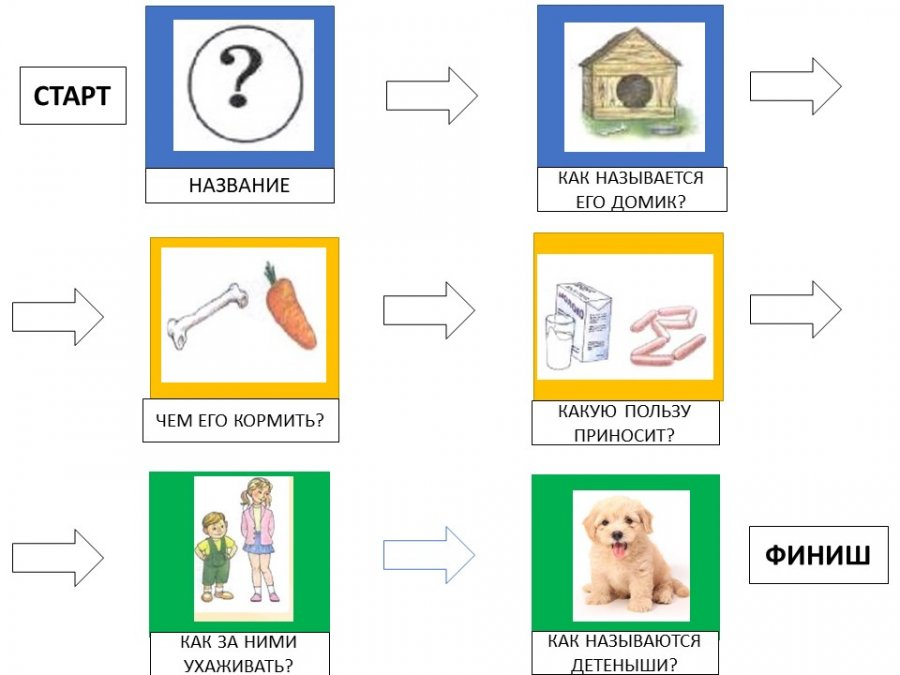 СТАРТ
?
НАЗВАНИЕ
КАК НАЗЫВАЕТСЯ
ЕГО ДОМИК?
ЧЕМ ЕГО КОРМИТЬ?
МОЛОКО
КАКУЮ ПОЛЬЗУ
ПРИНОСИТ?
КАК ЗА НИМИ
УХАЖИВАТЬ?
КАК НАЗЫВАЮТСЯ
ДЕТЕНЫШИ?
ФИНИШ